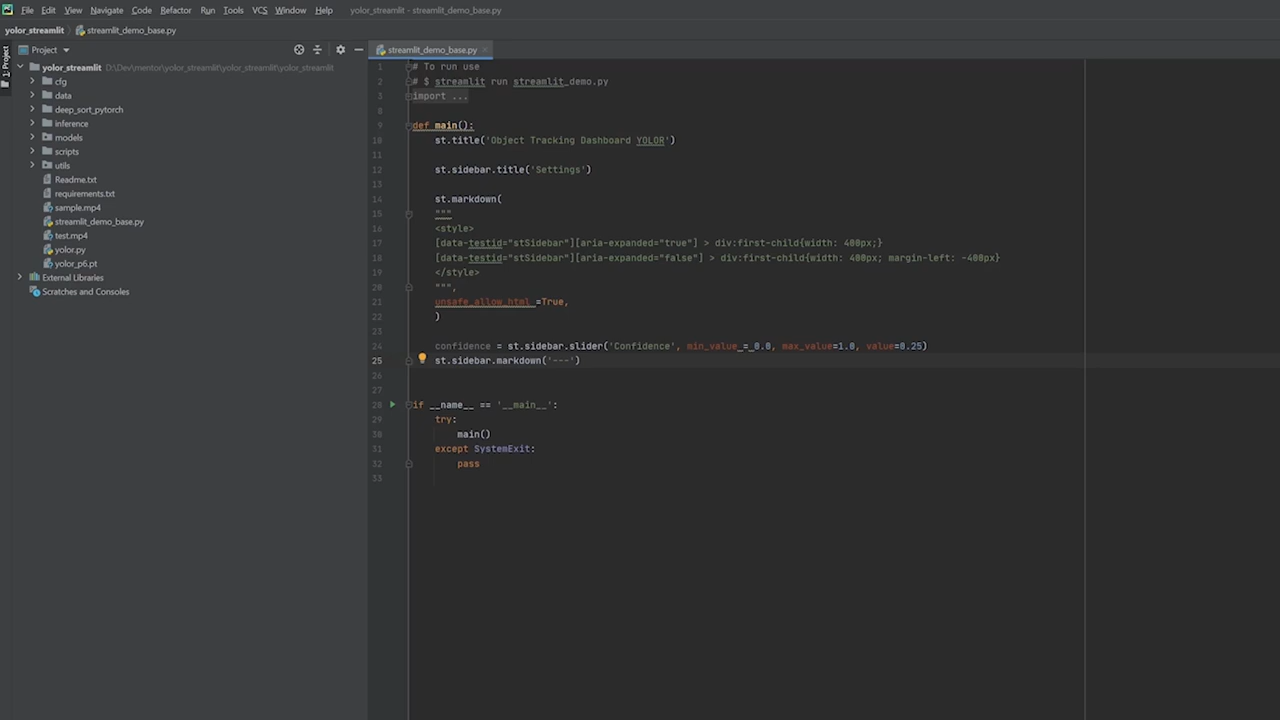 File Edit View Navigate Code Refactor Run Tools VCS Window Help yolor_streamlit - streamlit_demo_base.py
yolor_streamlit streamlit_demo_base.py
1: Project
Project
yolor_streamlit D:\Dev\mentor\yolor_streamlit\yolor_streamlit\yolor_streamlit
cfg
data
deep_sort_pytorch
inference
models
scripts
utils
Readme.txt
requirements.txt
sample.mp4
streamlit_demo_base.py
test.mp4
yolor.py
yolor_p6.pt
External Libraries
Scratches and Consoles
streamlit_demo_base.py
1 # To run use
2 # $ streamlit run streamlit_demo.py
3 import ...
8
9 def main():
10 st.title('Object Tracking Dashboard YOLOR')
11
12 st.sidebar.title('Settings')
13
14 st.markdown(
15 """
16 <style>
17 [data-testid="stSidebar"][aria-expanded="true"] > div:first-child{width: 400px;}
18 [data-testid="stSidebar"][aria-expanded="false"] > div:first-child{width: 400px; margin-left: -400px}
19 </style>
20 """,
21 unsafe_allow_html =True,
22 )
23
24 confidence = st.sidebar.slider('Confidence', min_value = 0.0, max_value=1.0, value=0.25)
25 st.sidebar.markdown('---')
26
27
28 if __name__ == '__main__':
29 try:
30 main()
31 except SystemExit:
32 pass
33